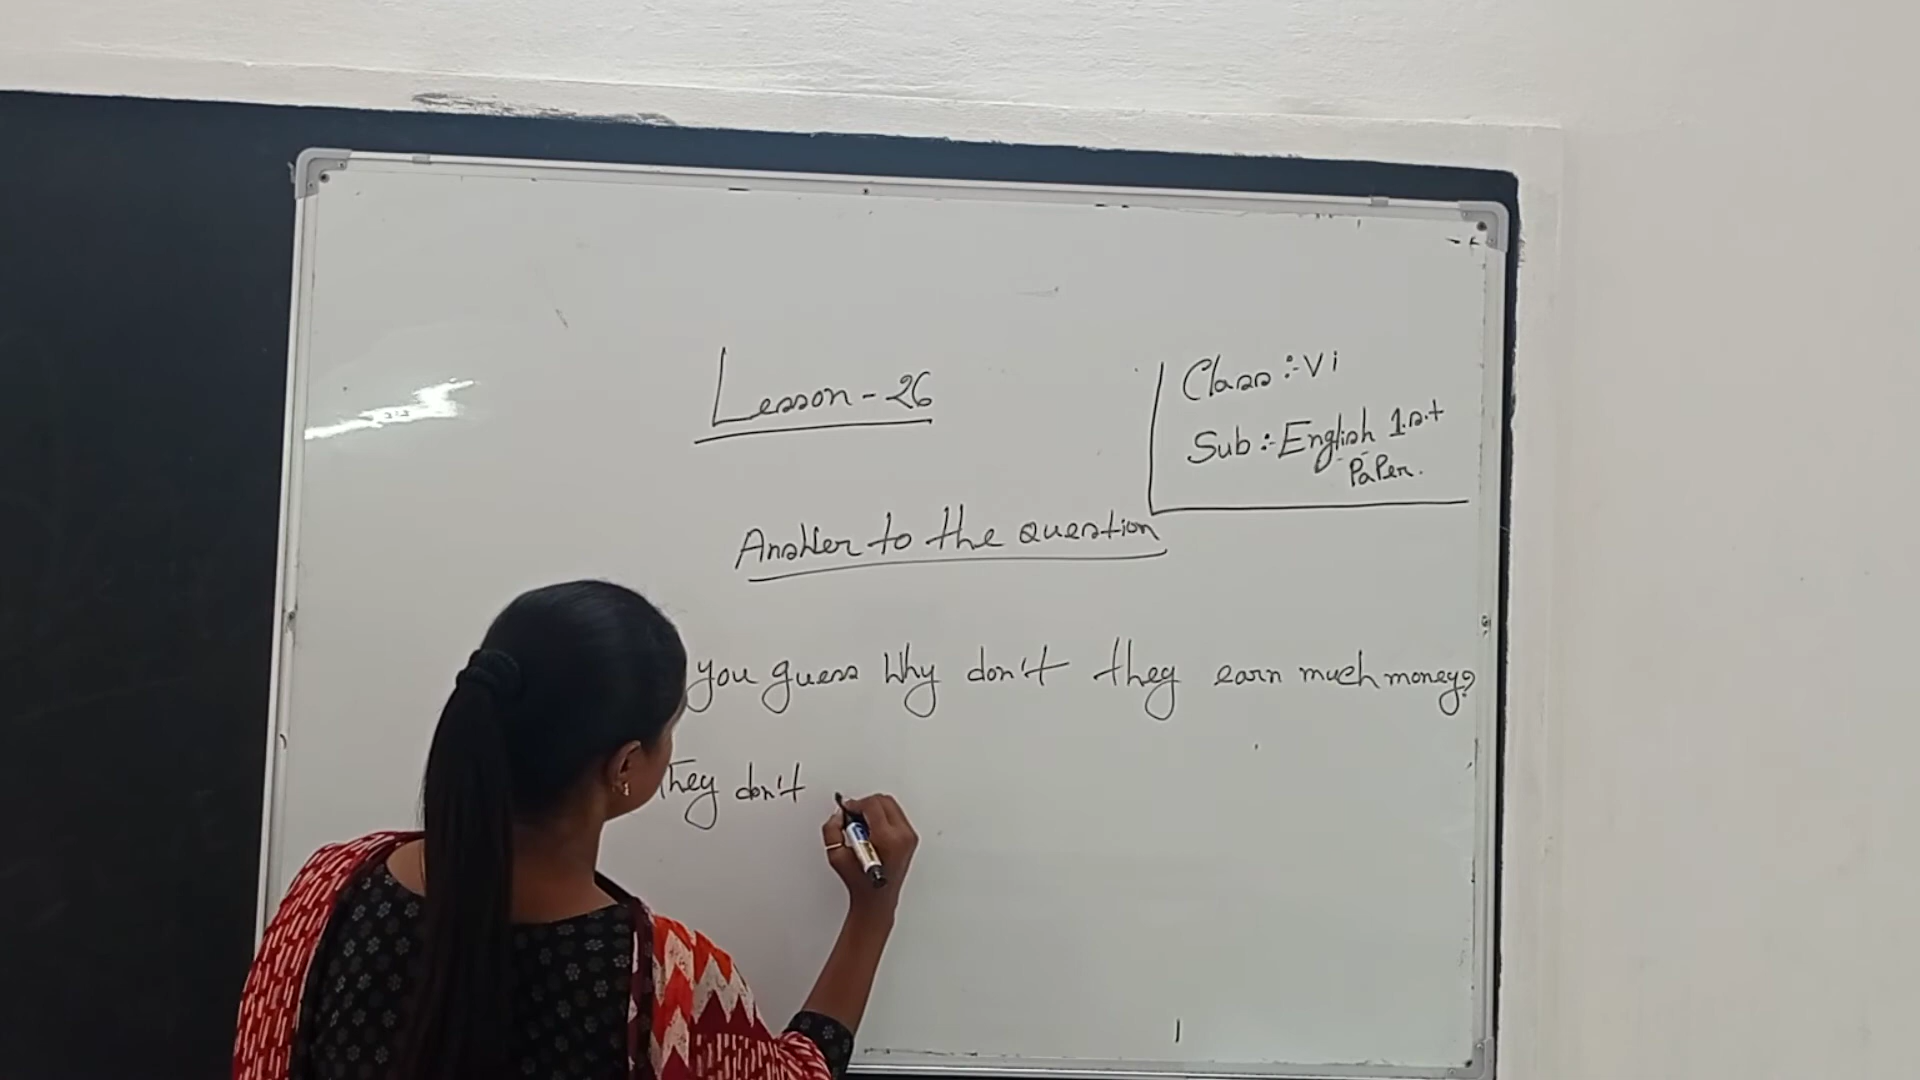 Lesson - 26
Class :- Vi
Sub :- English 1st
Paper.
Answer to the question
you guess Why don't they earn much money?
They don't